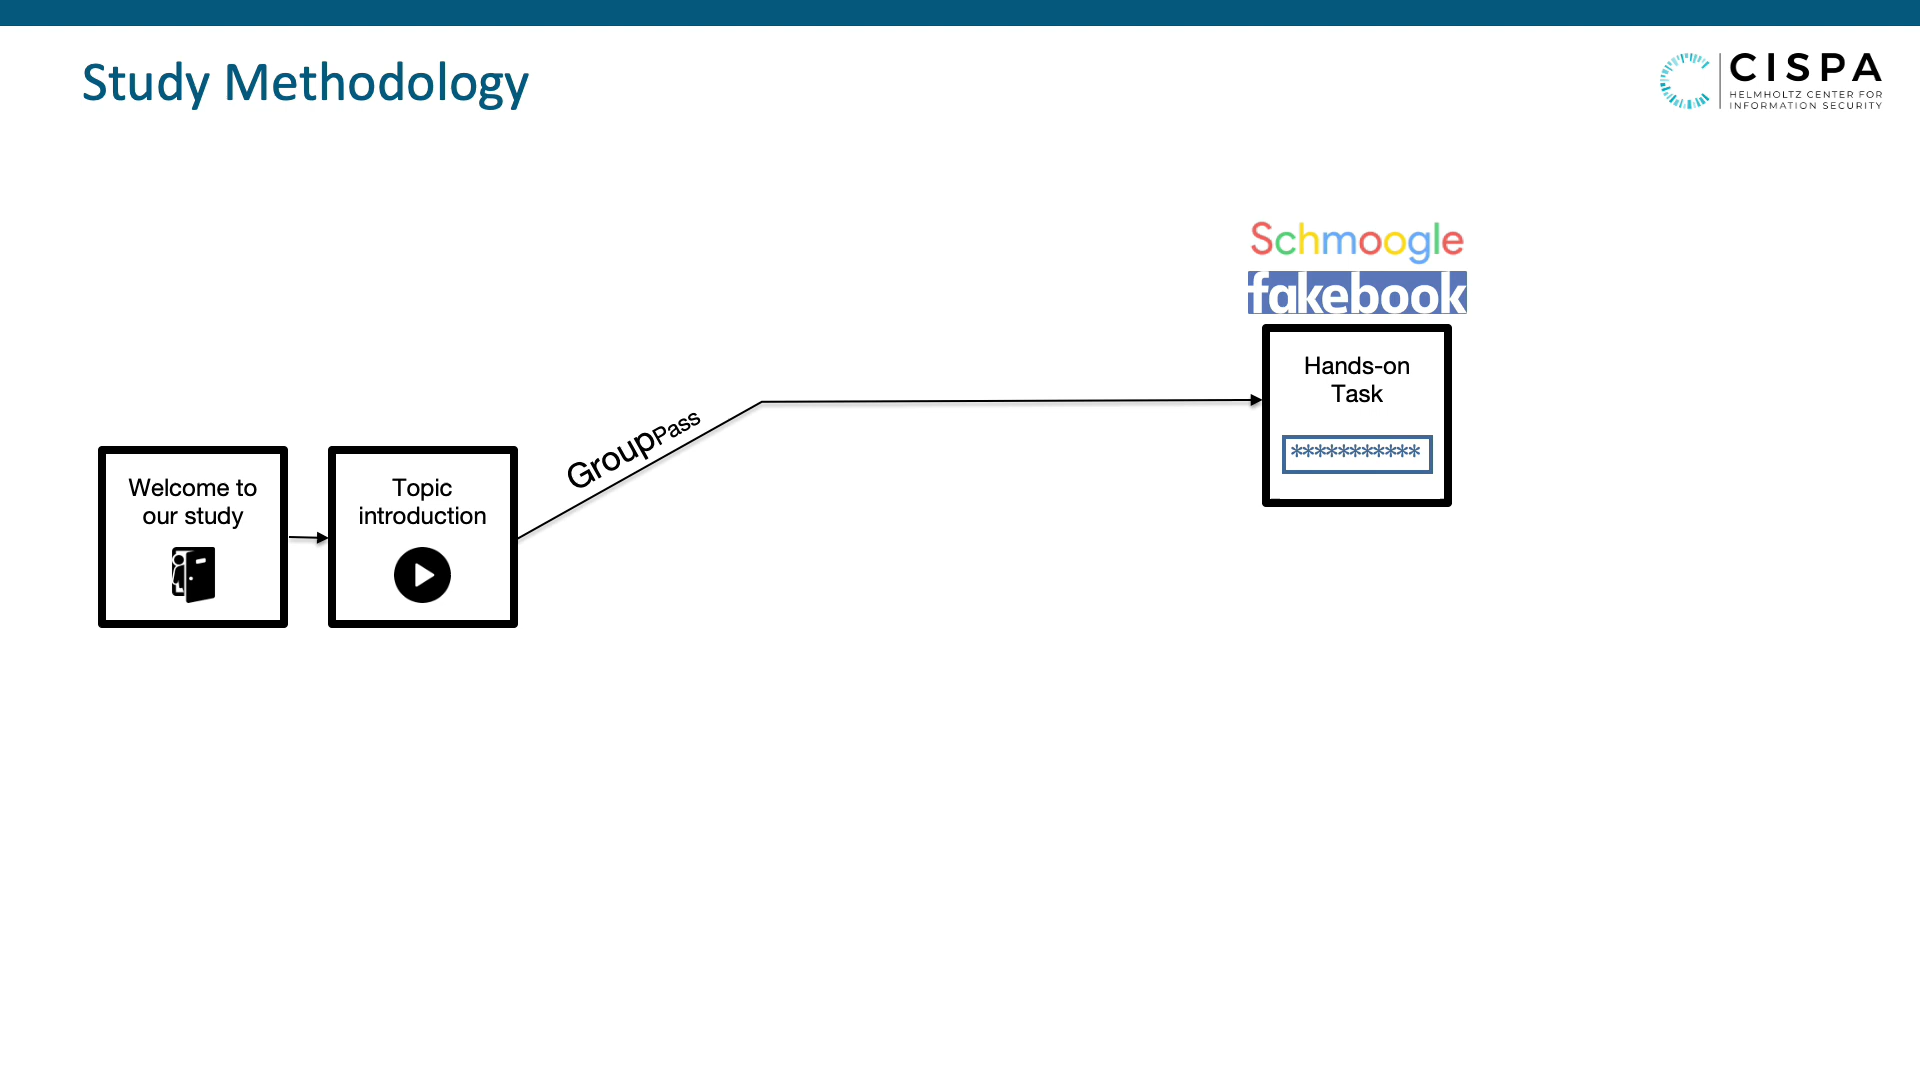 Study Methodology
CISPA
HELMHOLTZ CENTER FOR
INFORMATION SECURITY
Schmoogle
fakebook
Hands-on
Task
***********
GroupPass
Welcome to
our study
Topic
introduction